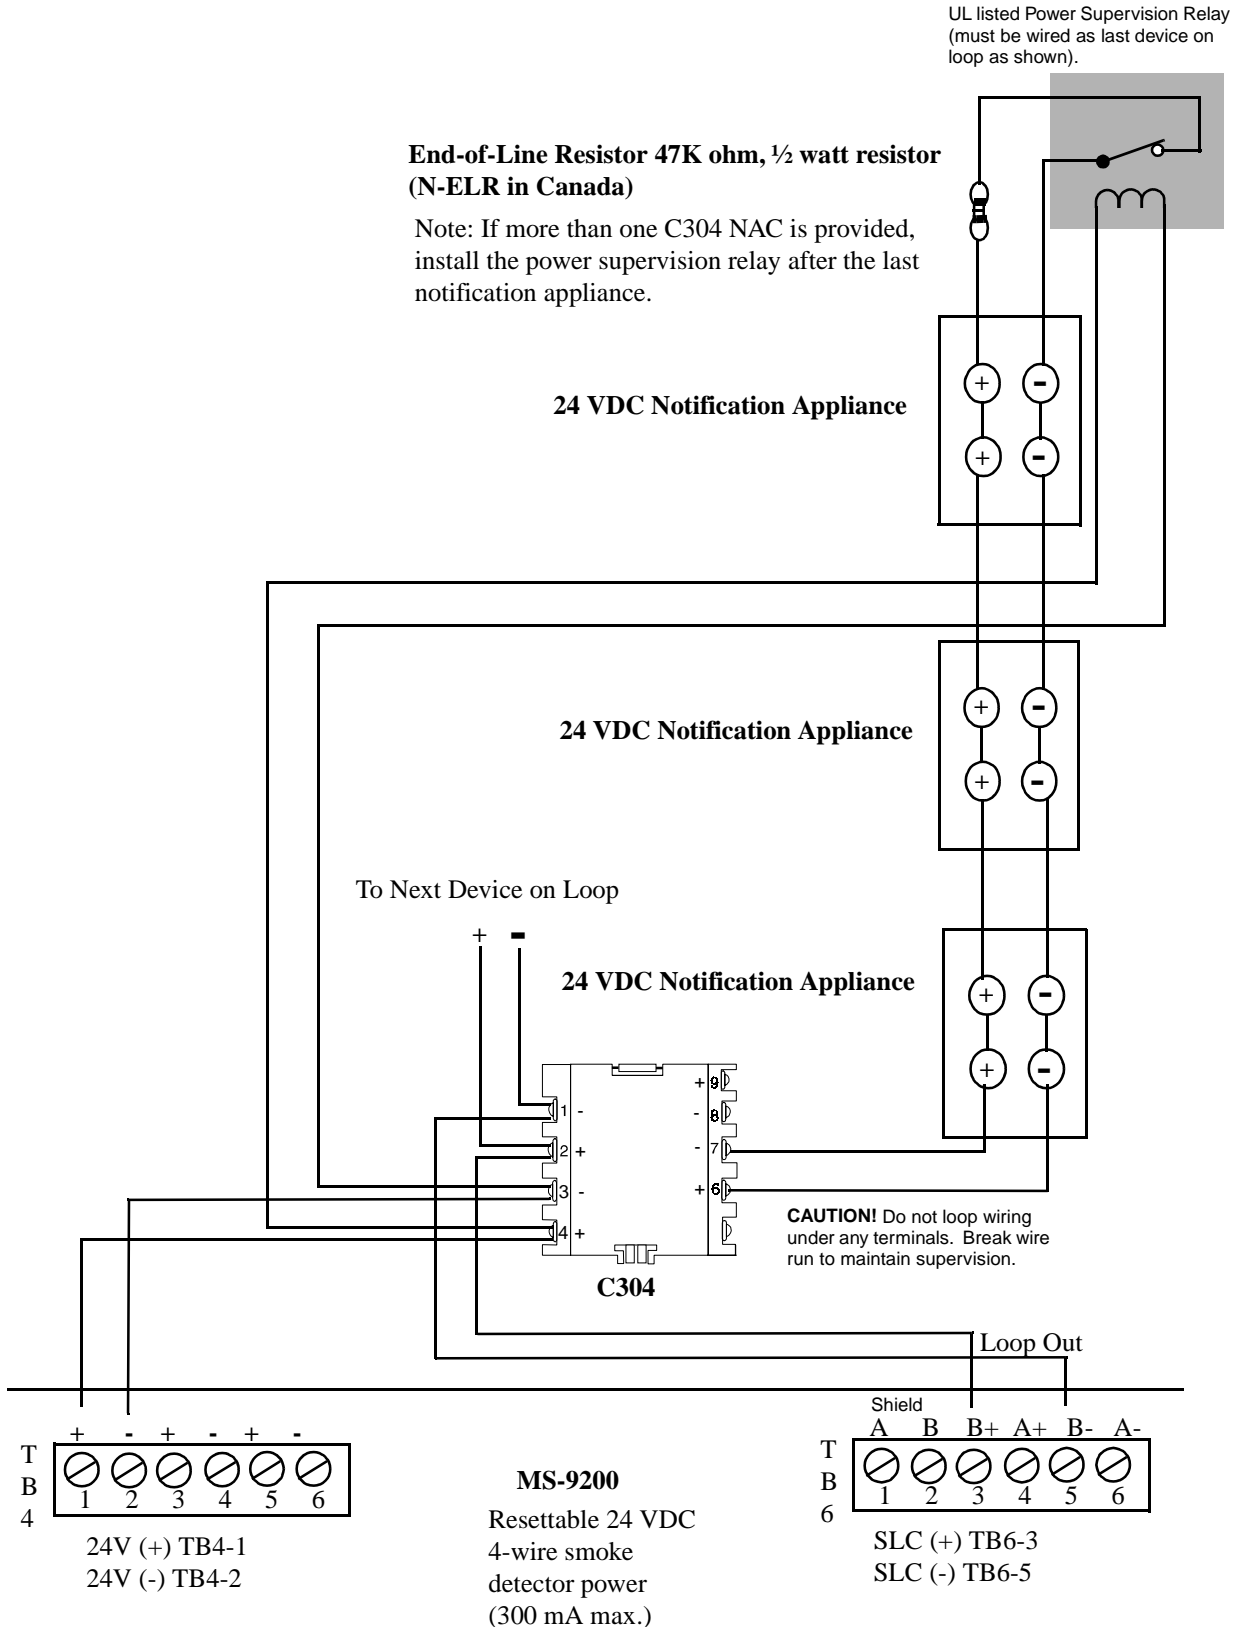 UL listed Power Supervision Relay
(must be wired as last device on
loop as shown).
End-of-Line Resistor 47K ohm, ½ watt resistor
(N-ELR in Canada)
Note: If more than one C304 NAC is provided,
install the power supervision relay after the last
notification appliance.
+ -
24 VDC Notification Appliance
+ -
+ -
24 VDC Notification Appliance
+ -
To Next Device on Loop
+ -
24 VDC Notification Appliance
+ -
+ -
+ 9
1 -
- 8
2 +
- 7
3 -
+ 6
4 +
CAUTION! Do not loop wiring
under any terminals. Break wire
run to maintain supervision.
C304
Loop Out
Shield
+ - + - + -
A B B+ A+ B- A-
TB4
1 2 3 4 5 6
TB6
1 2 3 4 5 6
24V (+) TB4-1
24V (-) TB4-2
MS-9200
Resettable 24 VDC
4-wire smoke
detector power
(300 mA max.)
SLC (+) TB6-3
SLC (-) TB6-5